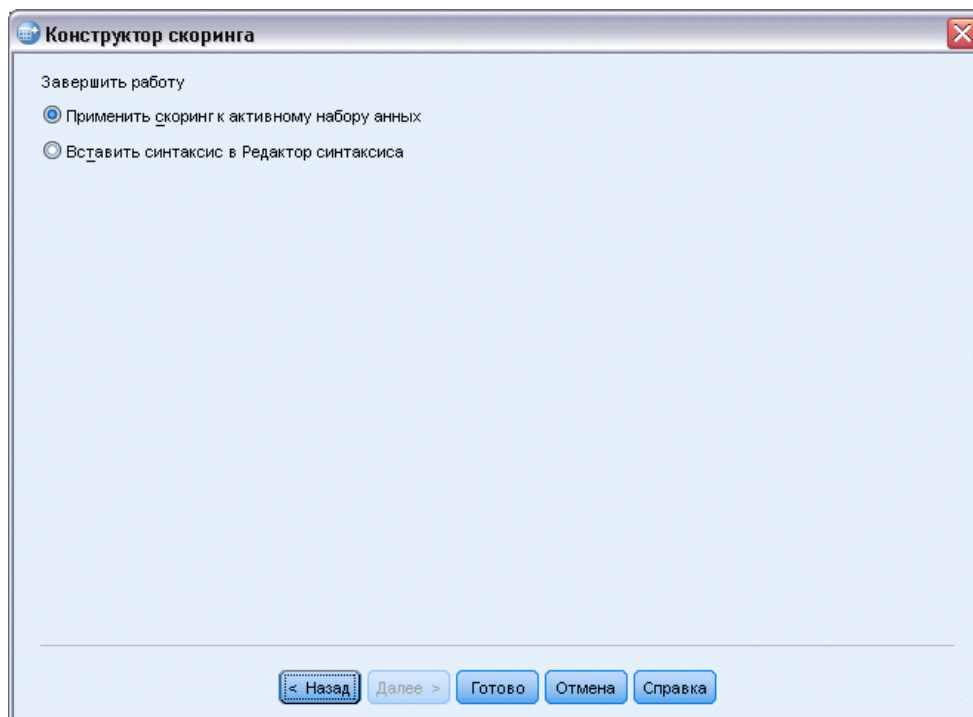 Конструктор скоринга
Завершить работу
Применить скоринг к активному набору анных
Вставить синтаксис в Редактор синтаксиса
< Назад Далее > Готово Отмена Справка